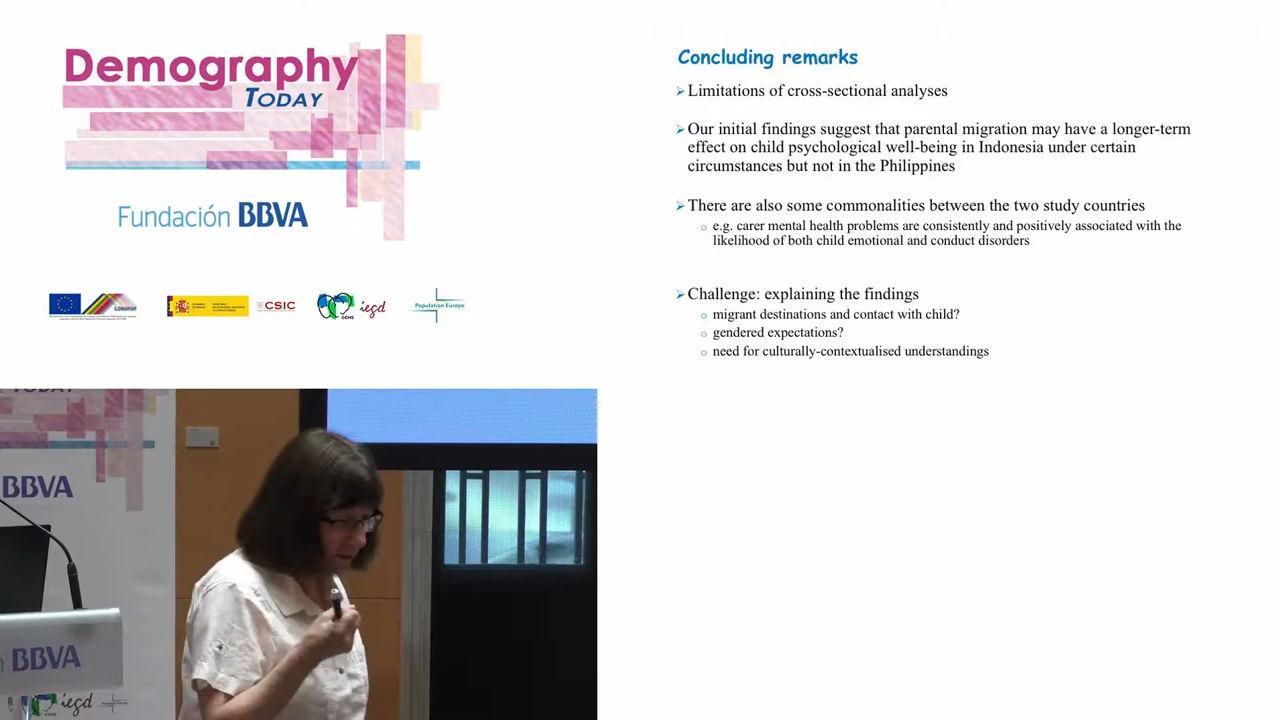 Demography
TODAY
Fundación BBVA
LONGPOP
CSIC
CCHS
iegd
Population Europe
Concluding remarks
Limitations of cross-sectional analyses
Our initial findings suggest that parental migration may have a longer-term
effect on child psychological well-being in Indonesia under certain
circumstances but not in the Philippines
There are also some commonalities between the two study countries
e.g. carer mental health problems are consistently and positively associated with the
likelihood of both child emotional and conduct disorders
Challenge: explaining the findings
migrant destinations and contact with child?
gendered expectations?
need for culturally-contextualised understandings
BBVA
BBVA
iegd